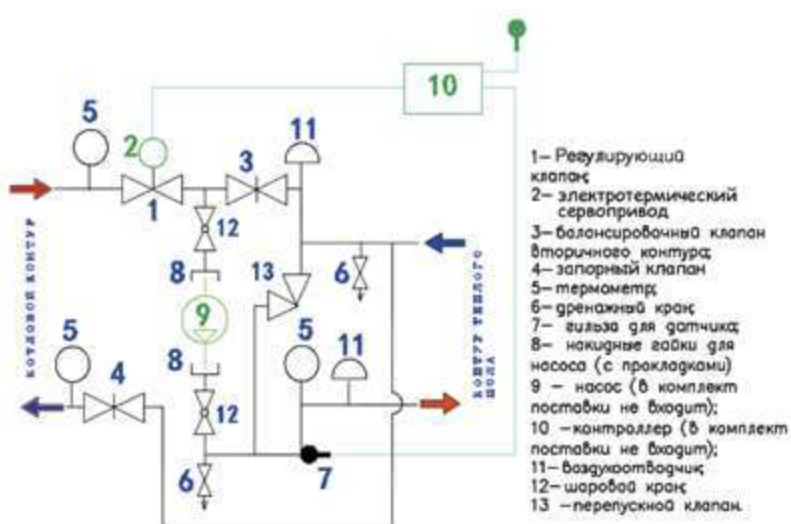 10
5
2
11
3
1
12
8
13
6
9
5
11
5
8
4
12
6
7
КОТЛОВОЙ КОНТУР
КОНТУР ТЕПЛОГО
ПОЛА
1– Регулирующий
клапан;
2– электротермический
сервопривод
3– балансировочный клапан
вторичного контура;
4– запорный клапан
5– термометр;
6– дренажный кран;
7– гильза для датчика;
8– накидные гайки для
насоса (с прокладками)
9 – насос (в комплект
поставки не входит);
10 –контроллер (в комплект
поставки не входит);
11– воздухоотводчик;
12– шаровой кран;
13 –перепускной клапан.